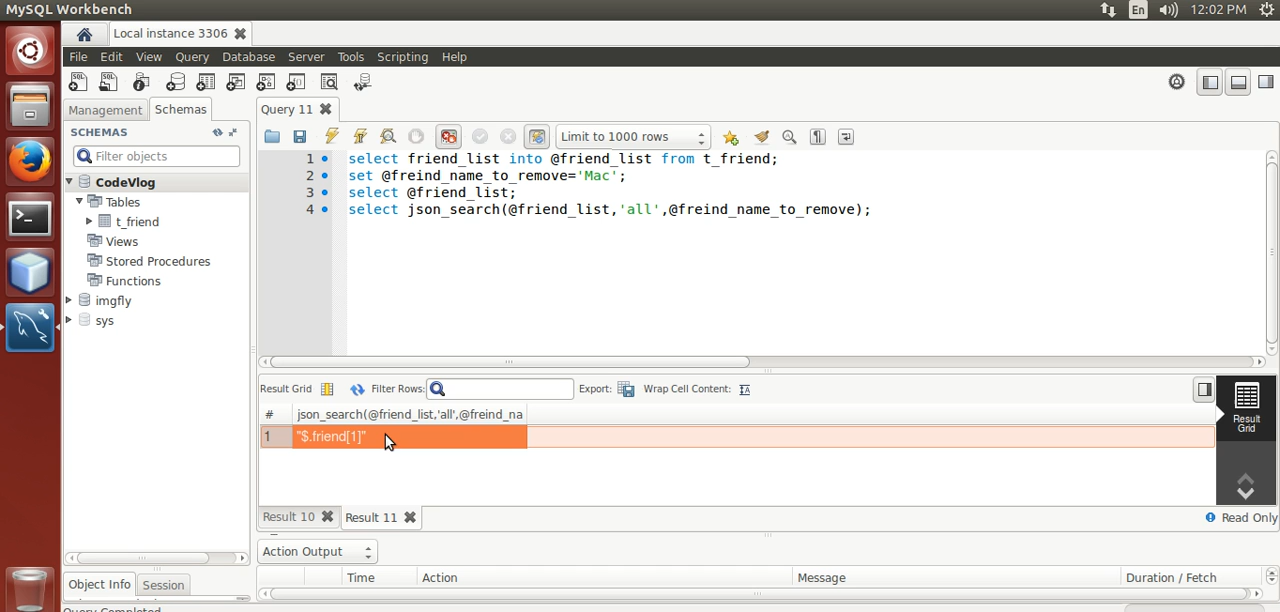 MySQL Workbench
En
12:02 PM
Local instance 3306
File Edit View Query Database Server Tools Scripting Help
Management Schemas
Query 11
SCHEMAS
Filter objects
CodeVlog
Tables
t_friend
Views
Stored Procedures
Functions
imgfly
sys
Limit to 1000 rows
1 select friend_list into @friend_list from t_friend;
2 set @freind_name_to_remove='Mac';
3 select @friend_list;
4 select json_search(@friend_list,'all',@freind_name_to_remove);
Result Grid Filter Rows: Export: Wrap Cell Content:
# json_search(@friend_list,'all',@freind_na
1 "$.friend[1]"
Result Grid
Result 10 Result 11 Read Only
Action Output
Time Action Message Duration / Fetch
Object Info Session
Query Completed